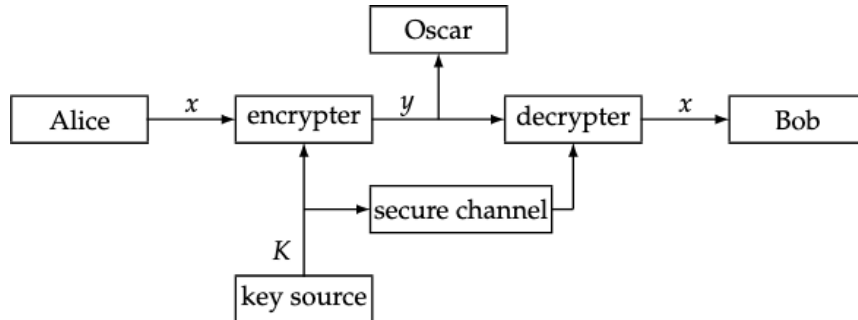 Oscar
Alice
x
encrypter
y
decrypter
x
Bob
secure channel
K
key source